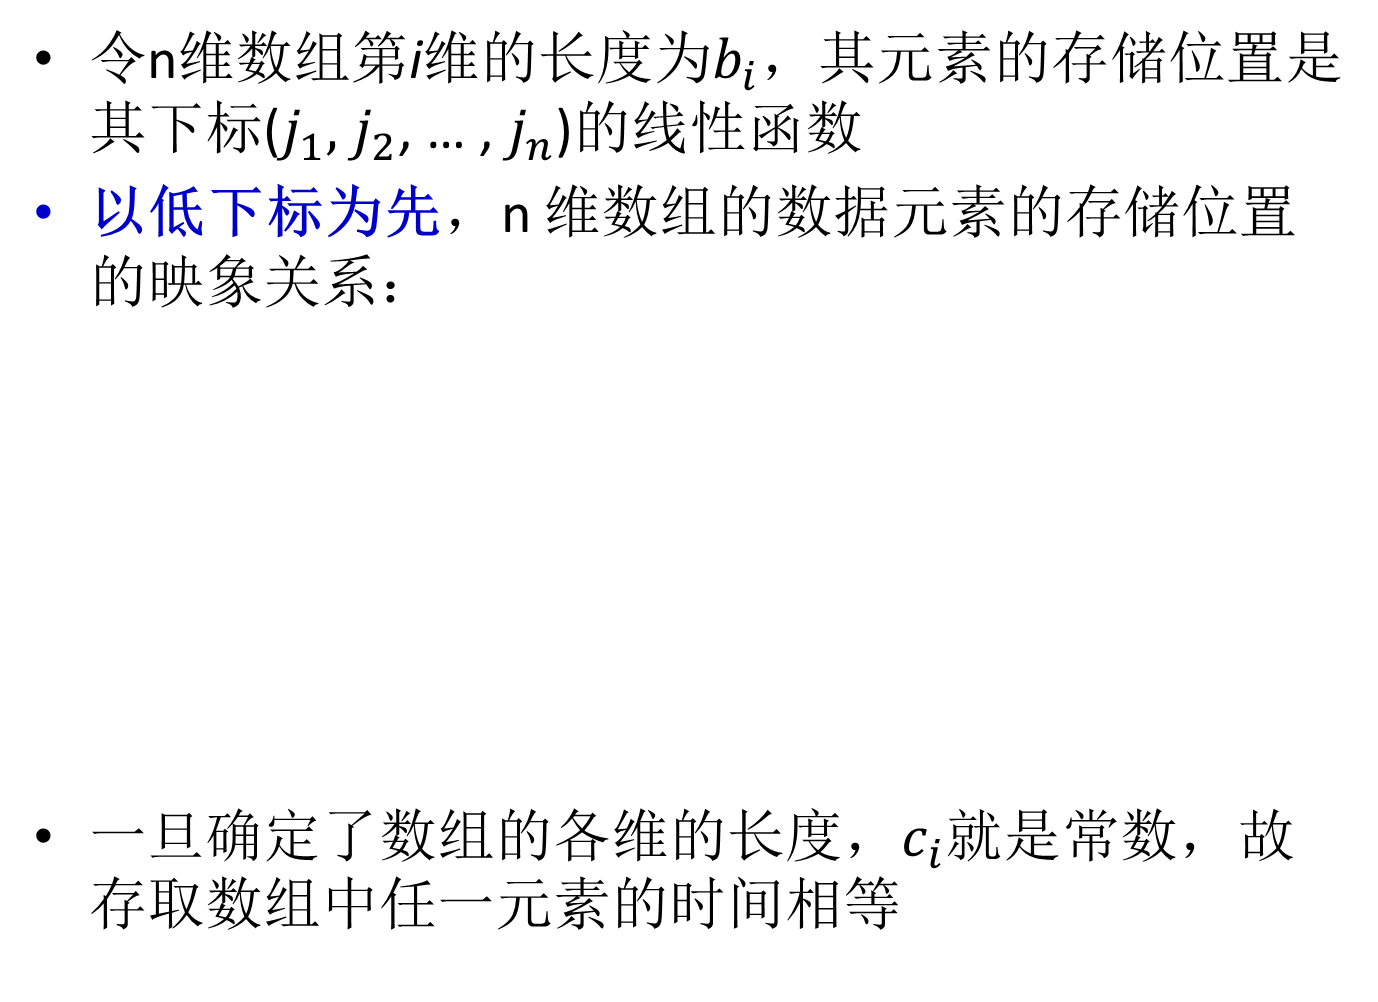 • 令n维数组第i维的长度为bᵢ，其元素的存储位置是
其下标(j₁, j₂, … , jₙ)的线性函数
• 以低下标为先，n 维数组的数据元素的存储位置
的映象关系：
• 一旦确定了数组的各维的长度，cᵢ就是常数，故
存取数组中任一元素的时间相等